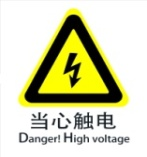 当心触电
Danger! High voltage